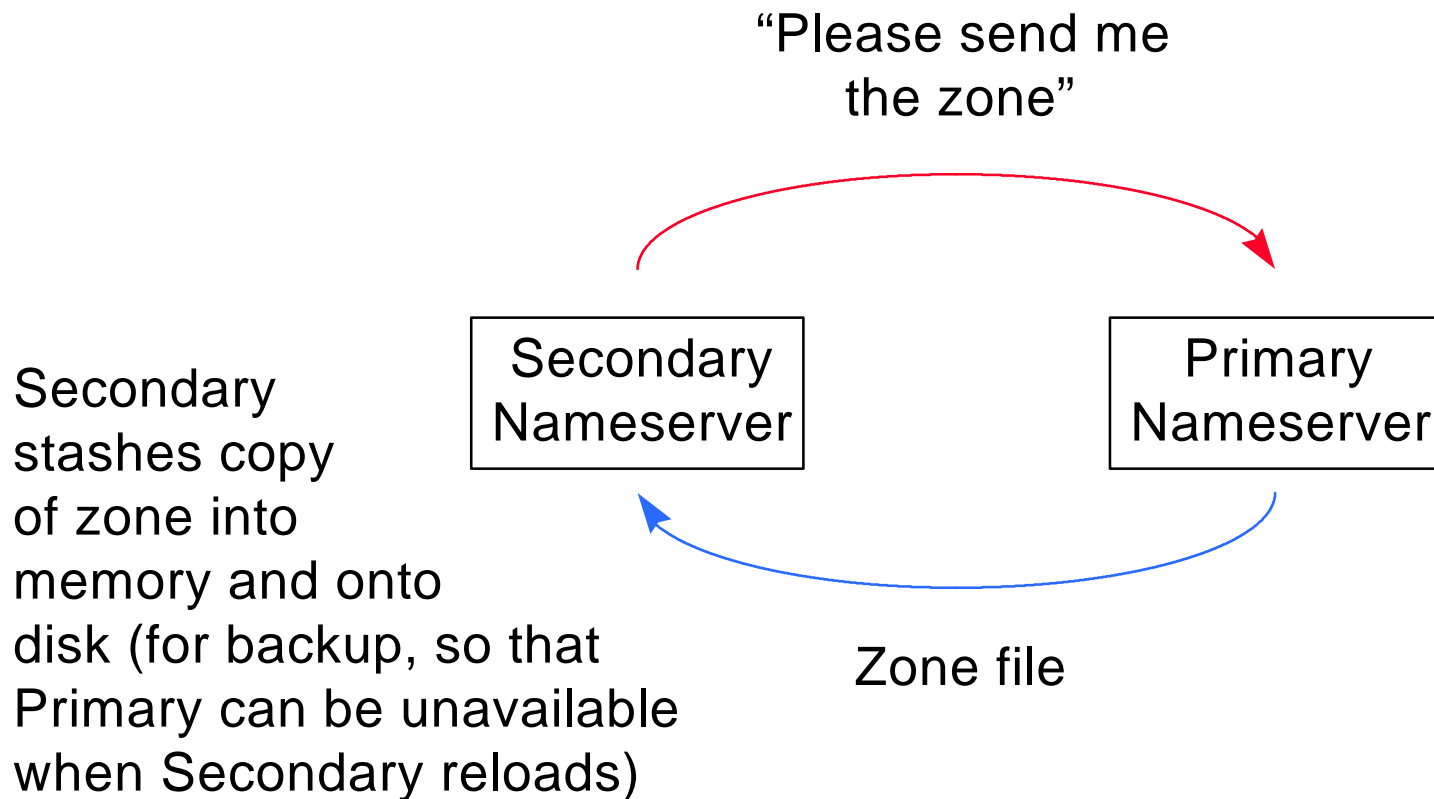 “Please send me
the zone”
Secondary
Nameserver
Primary
Nameserver
Secondary
stashes copy
of zone into
memory and onto
disk (for backup, so that
Primary can be unavailable
when Secondary reloads)
Zone file